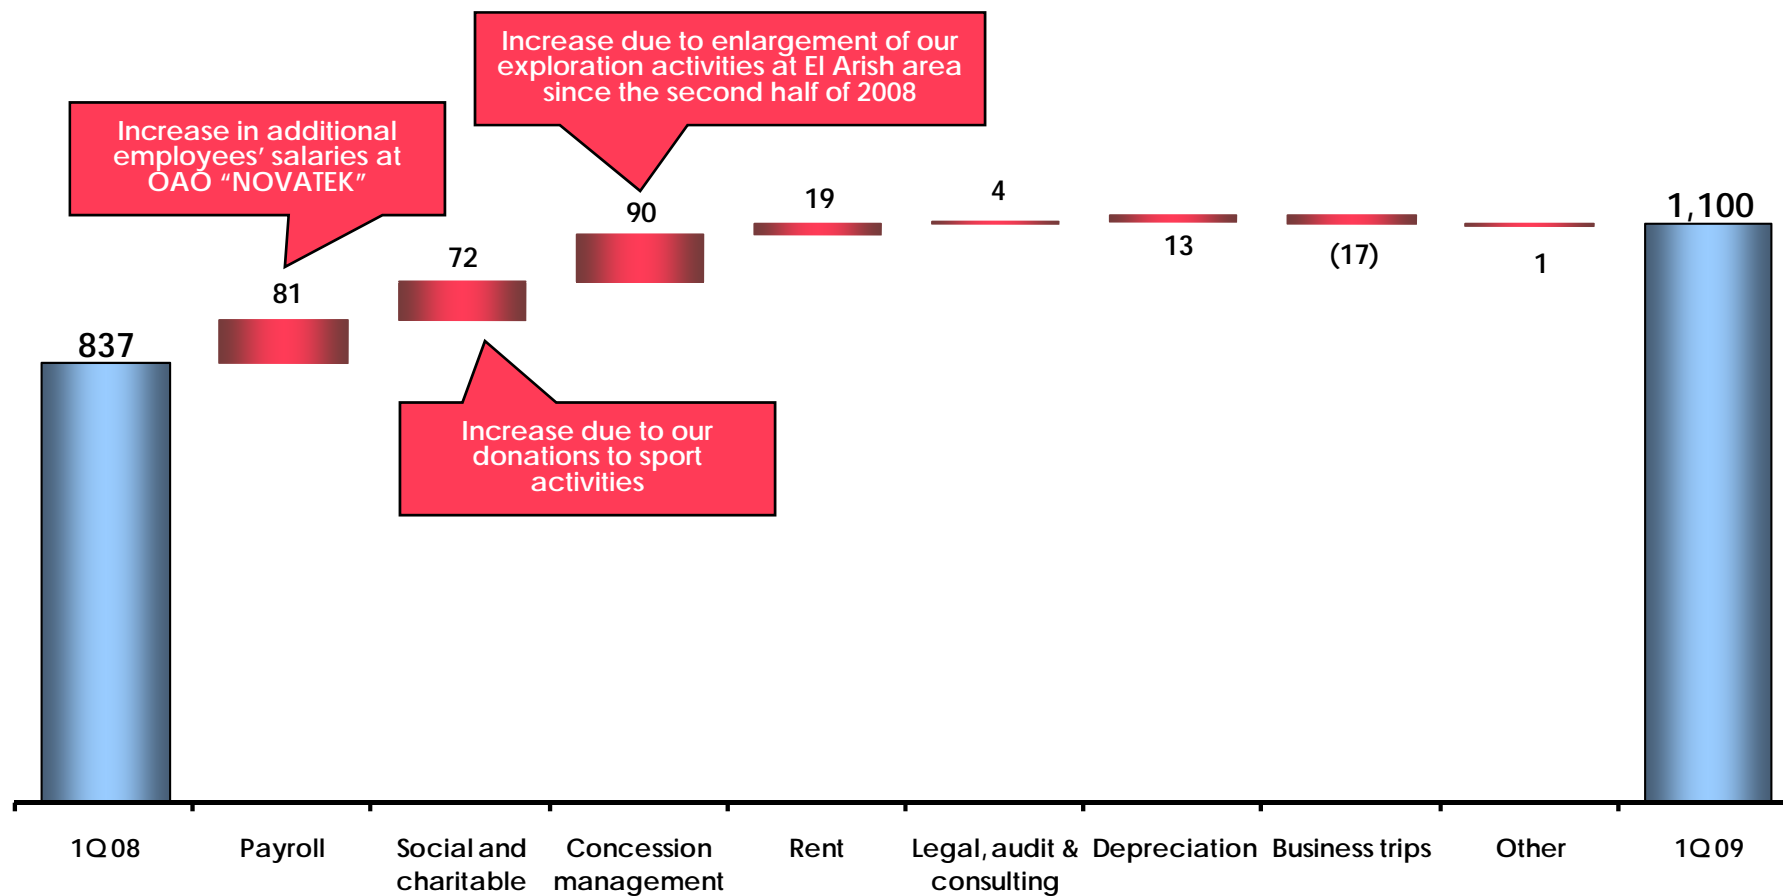 Increase due to enlargement of our
exploration activities at El Arish area
since the second half of 2008
Increase in additional
employees’ salaries at
OAO “NOVATEK”
837
81
72
90
19
4
13
(17)
1
1,100
Increase due to our
donations to sport
activities
1Q 08
Payroll
Social and
charitable
Concession
management
Rent
Legal, audit &
consulting
Depreciation
Business trips
Other
1Q 09